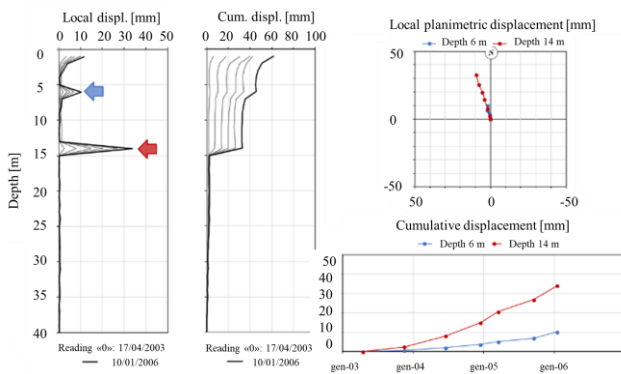 Local displ. [mm]
0 10 20 30 40 50
Cum. displ. [mm]
0 20 40 60 80 100
Depth [m]
0
5
10
15
20
25
30
35
40
Reading «0»: 17/04/2003
10/01/2006
Reading «0»: 17/04/2003
10/01/2006
Local planimetric displacement [mm]
Depth 6 m Depth 14 m
50
0
-50
50 0 -50
N
Cumulative displacement [mm]
Depth 6 m Depth 14 m
50
40
30
20
10
0
gen-03 gen-04 gen-05 gen-06